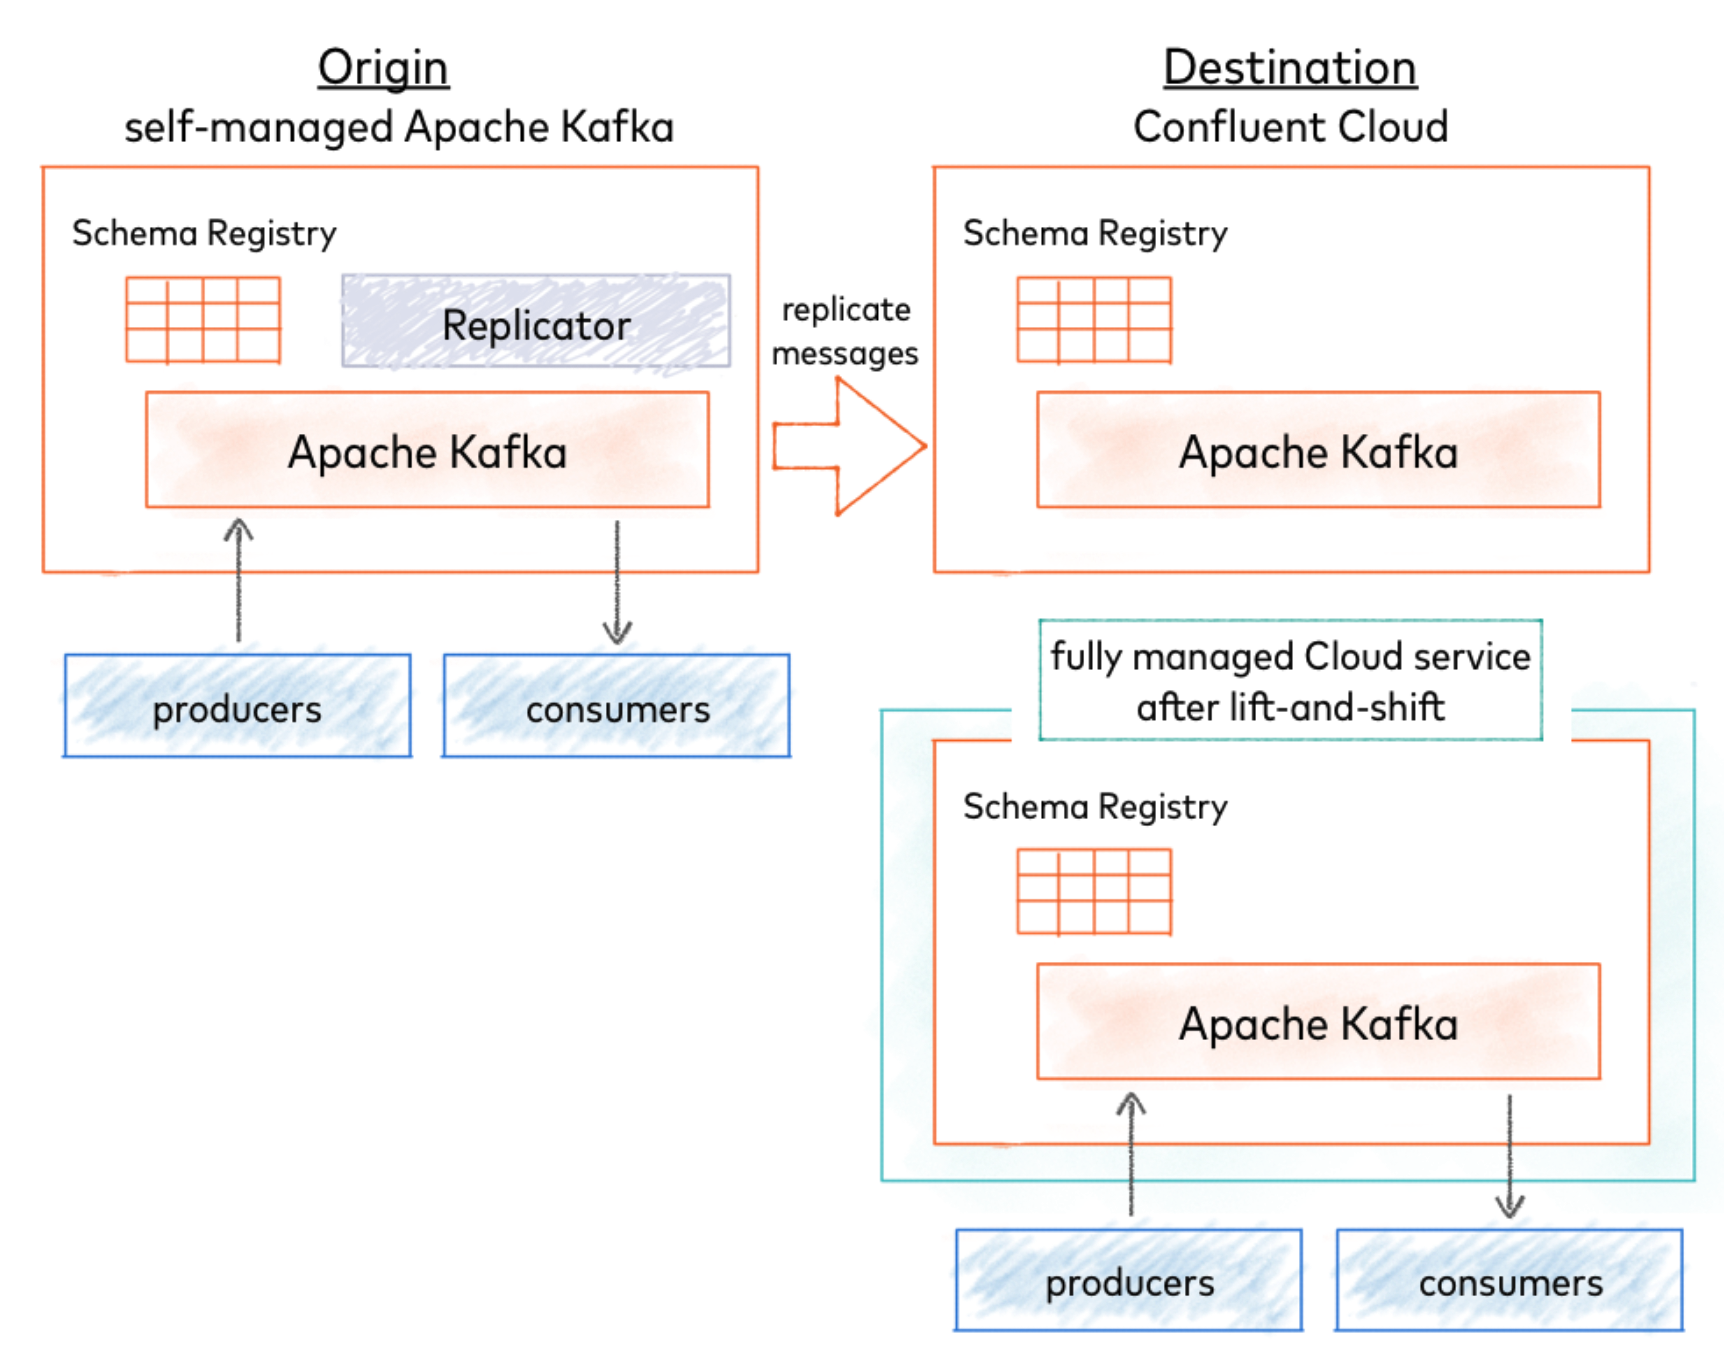 Origin
self-managed Apache Kafka
Schema Registry
Replicator
Apache Kafka
producers
consumers
replicate
messages
Destination
Confluent Cloud
Schema Registry
Apache Kafka
fully managed Cloud service
after lift-and-shift
Schema Registry
Apache Kafka
producers
consumers